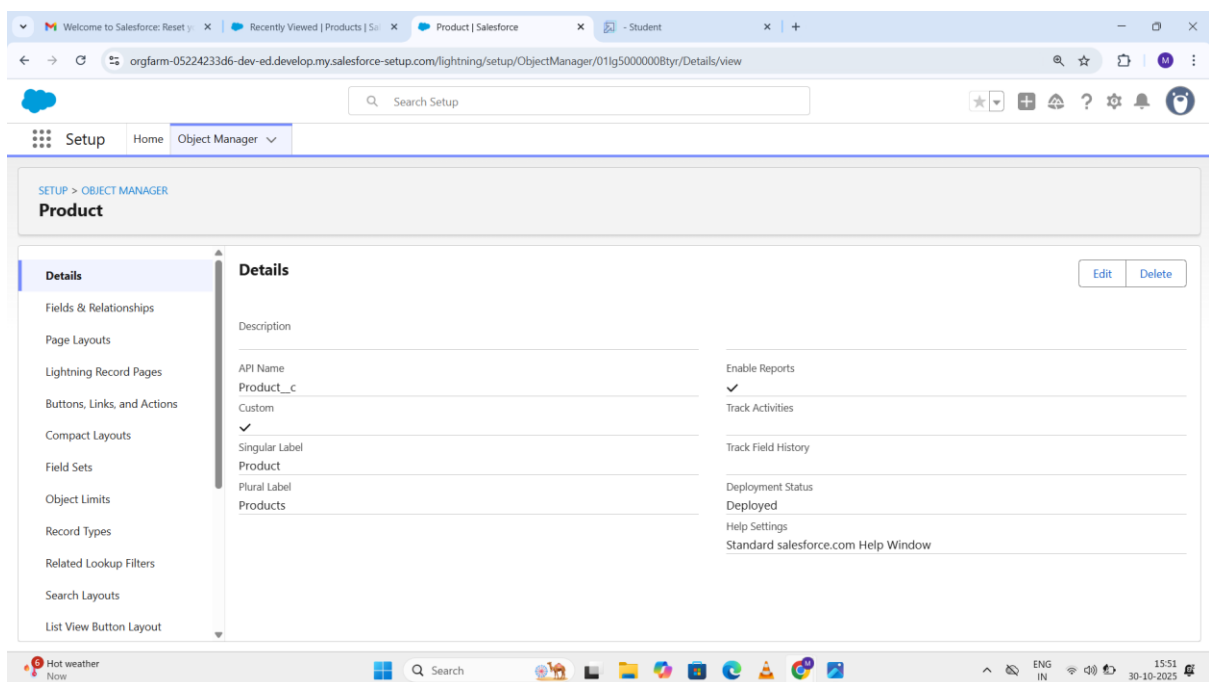 Welcome to Salesforce: Reset y
Recently Viewed | Products | Sal
Product | Salesforce
- Student
orgfarm-05224233d6-dev-ed.develop.my.salesforce-setup.com/lightning/setup/ObjectManager/01Ig5000000Btyr/Details/view
M
Search Setup
Setup
Home
Object Manager
SETUP > OBJECT MANAGER
Product
Details
Fields & Relationships
Page Layouts
Lightning Record Pages
Buttons, Links, and Actions
Compact Layouts
Field Sets
Object Limits
Record Types
Related Lookup Filters
Search Layouts
List View Button Layout
Details
Edit
Delete
Description
API Name
Product__c
Custom
Singular Label
Product
Plural Label
Products
Enable Reports
Track Activities
Track Field History
Deployment Status
Deployed
Help Settings
Standard salesforce.com Help Window
6
Hot weather
Now
Search
ENG
IN
15:51
30-10-2025